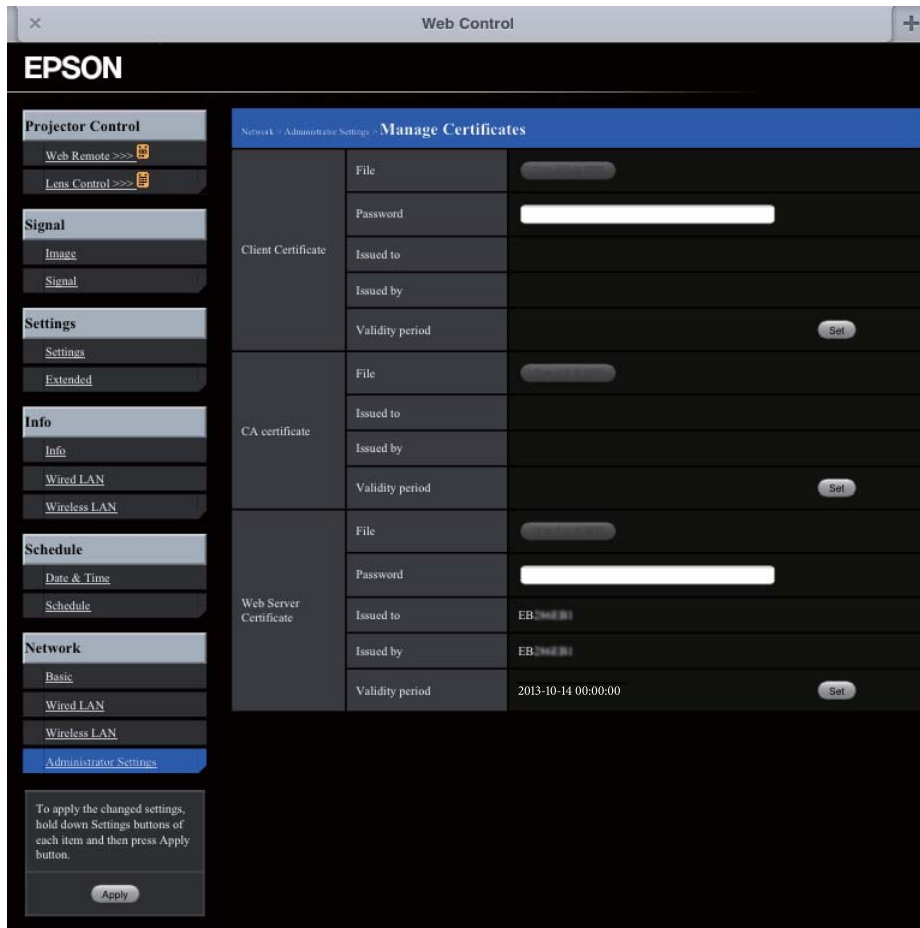 Web Control
EPSON
Projector Control
Web Remote >>>
Lens Control >>>
Signal
Image
Signal
Settings
Settings
Extended
Info
Info
Wired LAN
Wireless LAN
Schedule
Date & Time
Schedule
Network
Basic
Wired LAN
Wireless LAN
Administrator Settings
To apply the changed settings,
hold down Settings buttons of
each item and then press Apply
button.
Apply
Network > Administrator Settings > Manage Certificates
Client Certificate
File
Password
Issued to
Issued by
Validity period
Set
CA certificate
File
Issued to
Issued by
Validity period
Set
Web Server
Certificate
File
Password
Issued to
EB
Issued by
EB
Validity period
2013-10-14 00:00:00
Set